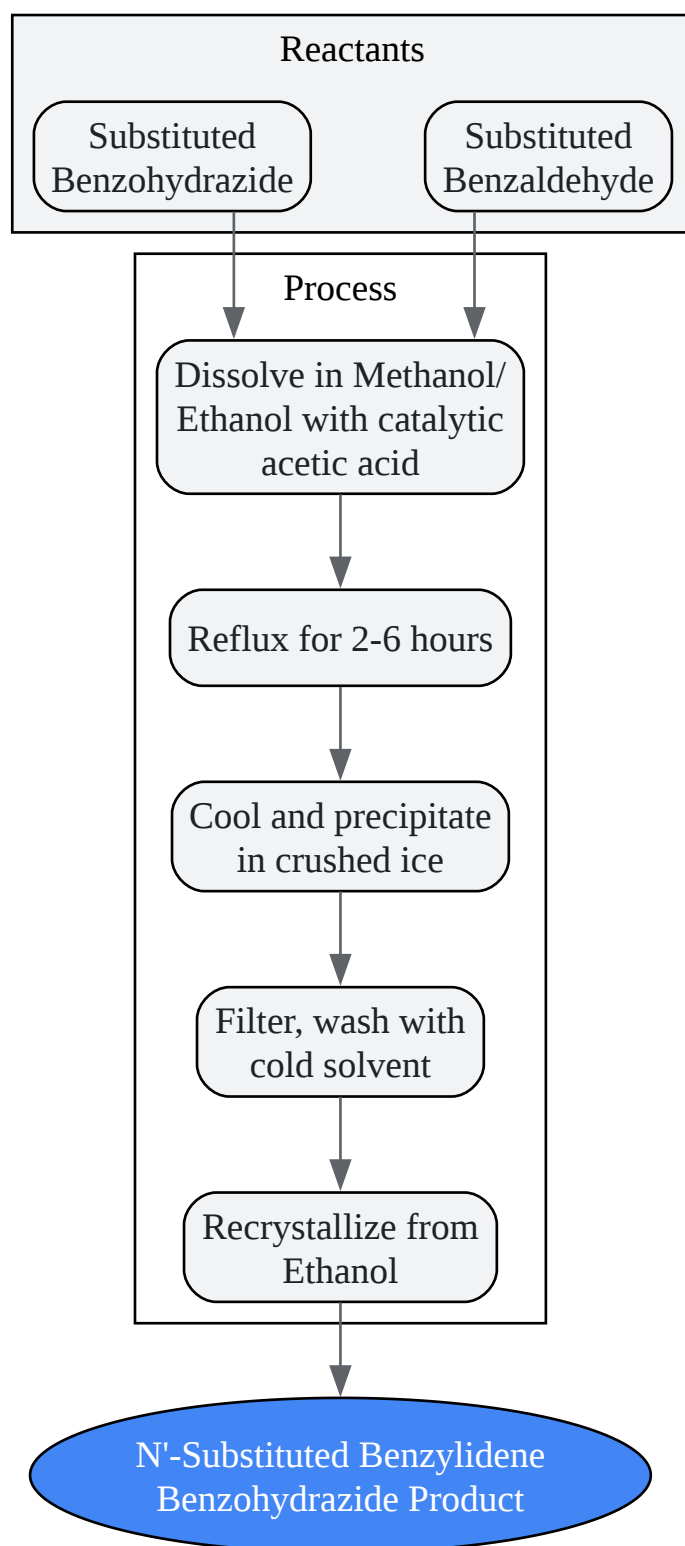 Reactants
Substituted
Benzohydrazide
Substituted
Benzaldehyde
Process
Dissolve in Methanol/
Ethanol with catalytic
acetic acid
Reflux for 2-6 hours
Cool and precipitate
in crushed ice
Filter, wash with
cold solvent
Recrystallize from
Ethanol
N'-Substituted Benzylidene
Benzohydrazide Product